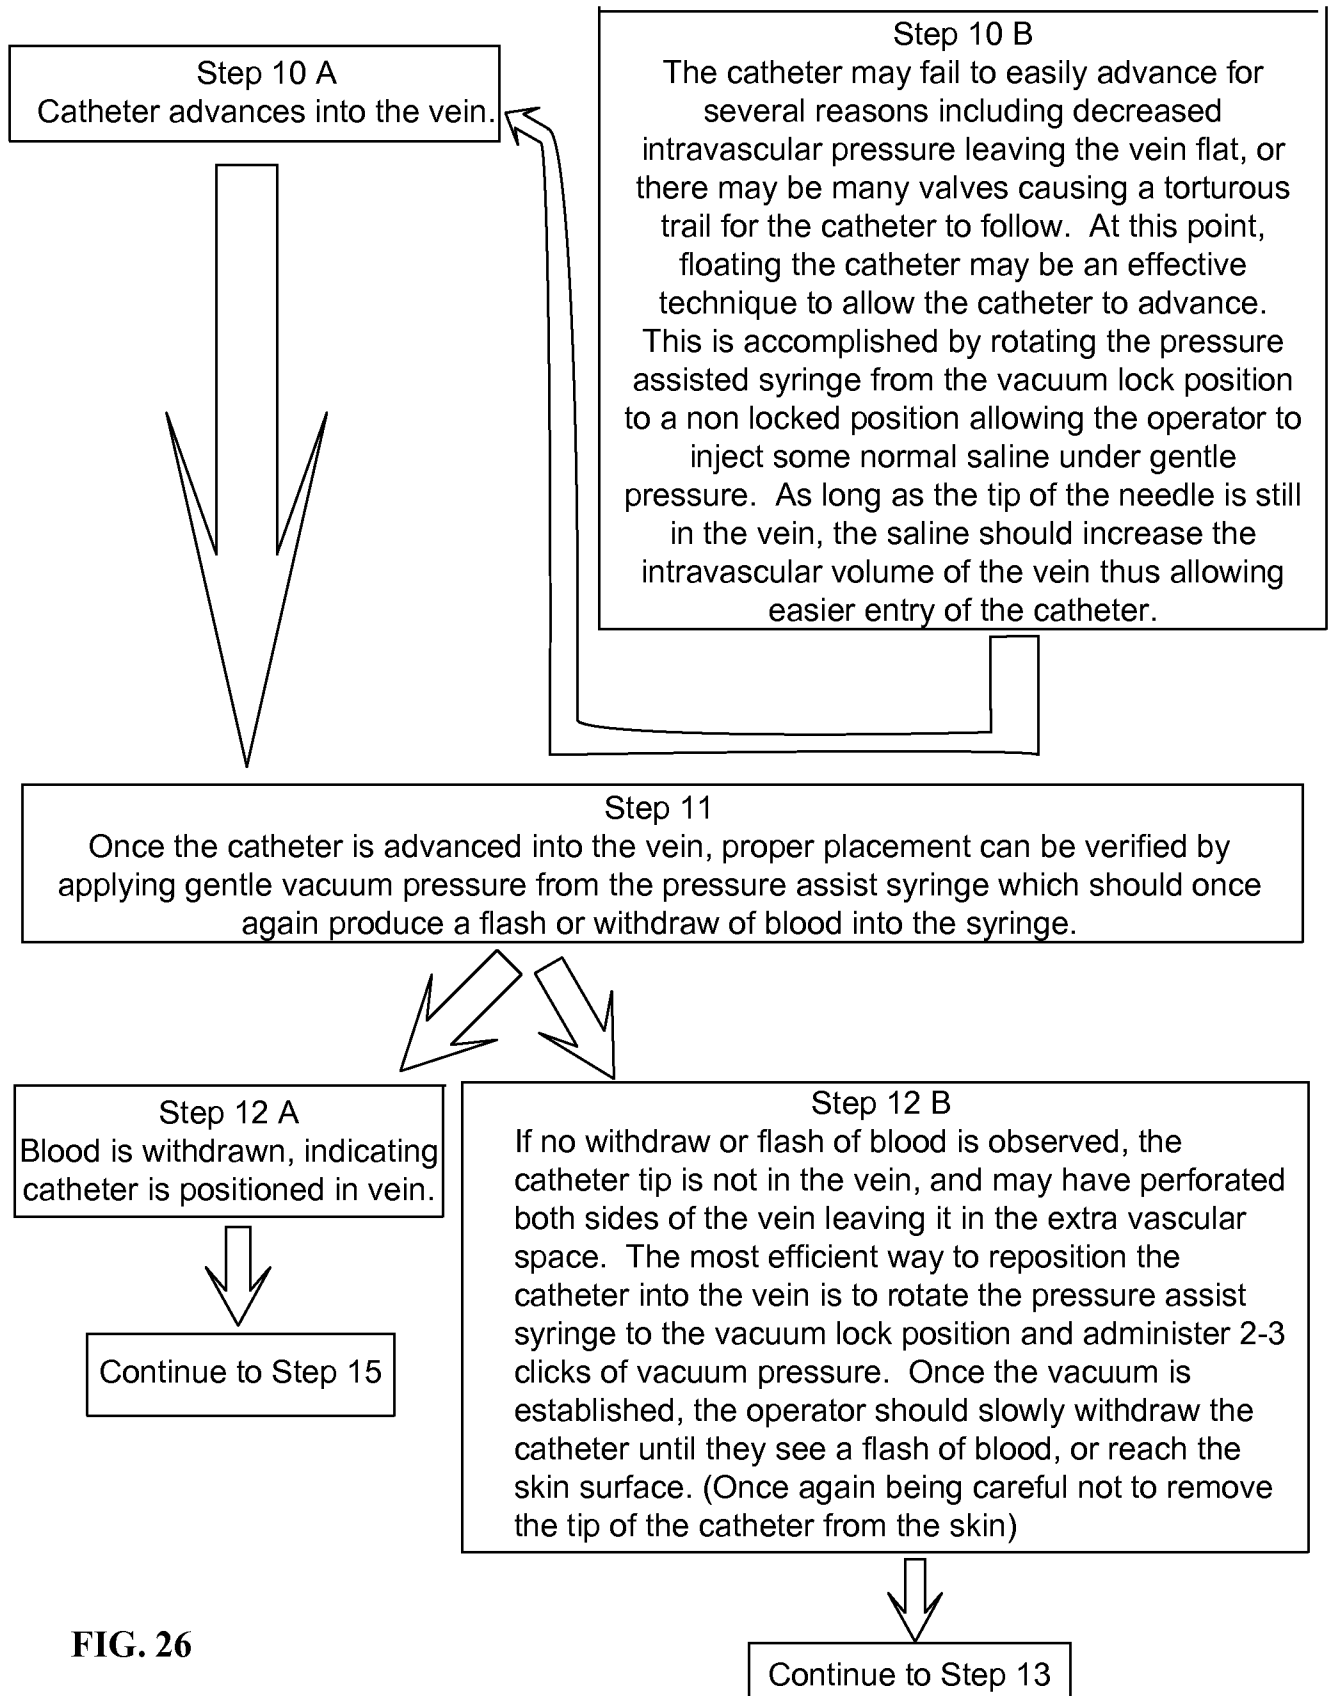 Step 10 A
Catheter advances into the vein.
Step 10 B
The catheter may fail to easily advance for
several reasons including decreased
intravascular pressure leaving the vein flat, or
there may be many valves causing a torturous
trail for the catheter to follow.  At this point,
floating the catheter may be an effective
technique to allow the catheter to advance.
This is accomplished by rotating the pressure
assisted syringe from the vacuum lock position
to a non locked position allowing the operator to
inject some normal saline under gentle
pressure.  As long as the tip of the needle is still
in the vein, the saline should increase the
intravascular volume of the vein thus allowing
easier entry of the catheter.
Step 11
Once the catheter is advanced into the vein, proper placement can be verified by
applying gentle vacuum pressure from the pressure assist syringe which should once
again produce a flash or withdraw of blood into the syringe.
Step 12 A
Blood is withdrawn, indicating
catheter is positioned in vein.
Continue to Step 15
Step 12 B
If no withdraw or flash of blood is observed, the
catheter tip is not in the vein, and may have perforated
both sides of the vein leaving it in the extra vascular
space.  The most efficient way to reposition the
catheter into the vein is to rotate the pressure assist
syringe to the vacuum lock position and administer 2-3
clicks of vacuum pressure.  Once the vacuum is
established, the operator should slowly withdraw the
catheter until they see a flash of blood, or reach the
skin surface. (Once again being careful not to remove
the tip of the catheter from the skin)
Continue to Step 13
FIG. 26